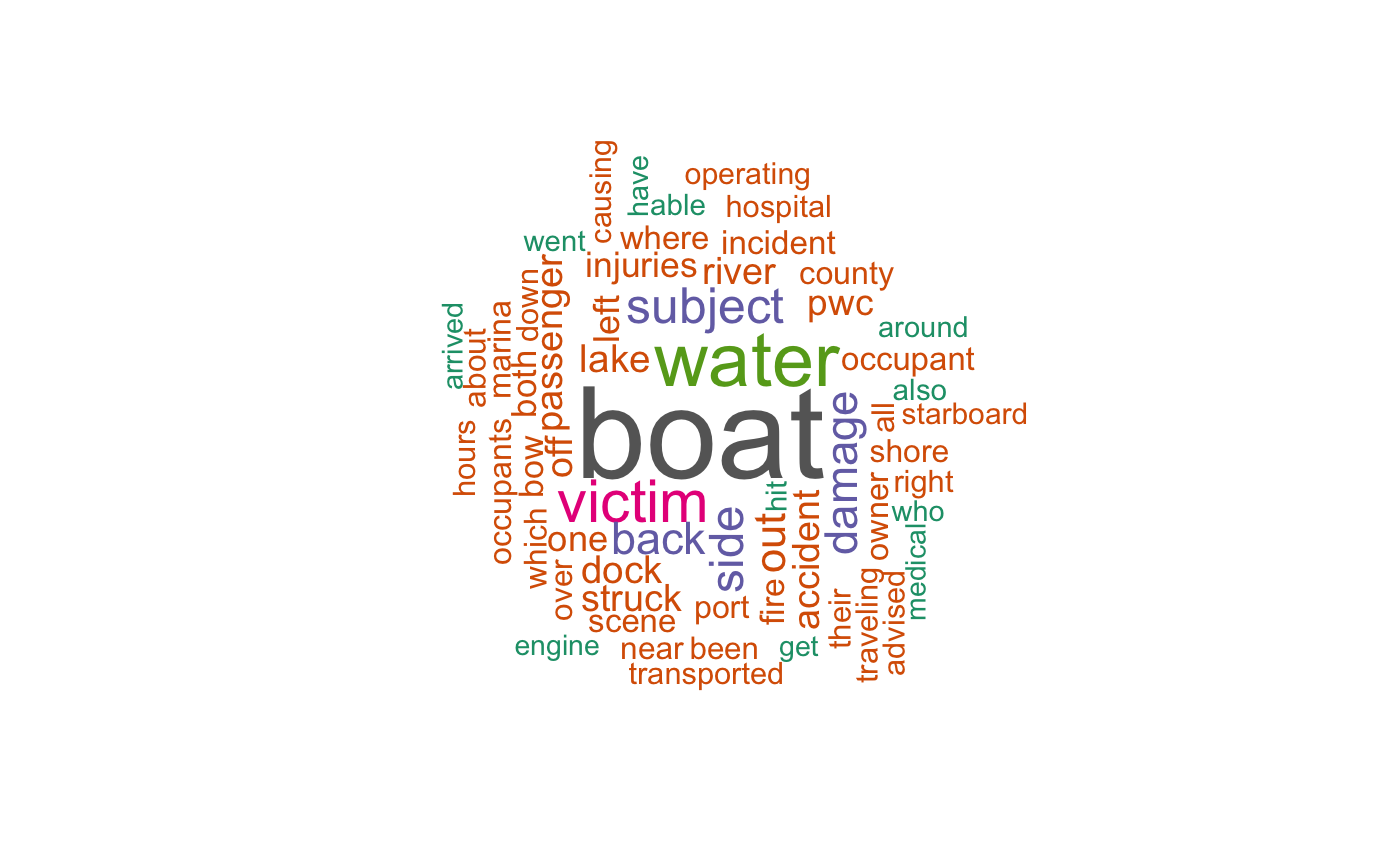 causing
have
operating
able
hospital
went
where
incident
injuries
river
county
down
passenger
left
subject
pwc
arrived
about
marina
both
lake
water
occupant
around
also
boat
damage
all
starboard
hours
occupants
bow
off
shore
right
victim
hit
owner
who
which
one
back
side
out
accident
medical
over
dock
struck
fire
their
traveling
advised
scene
port
engine
near
been
get
transported